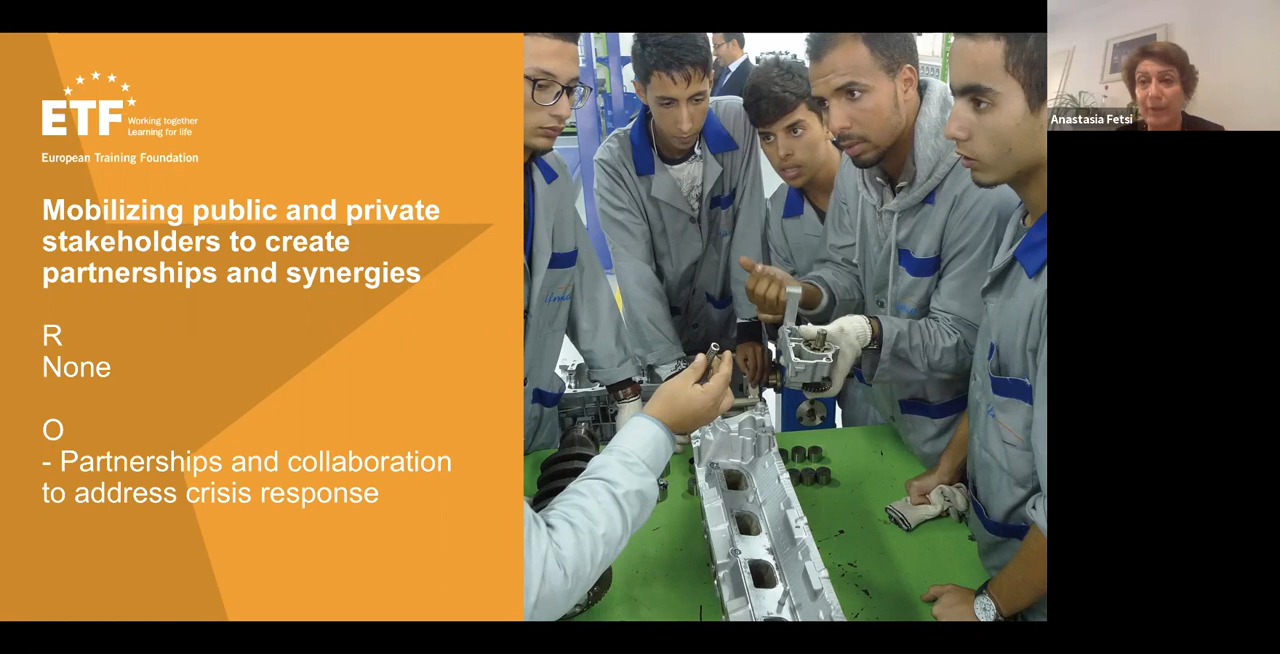 ETF
Working together
Learning for life
European Training Foundation
Mobilizing public and private
stakeholders to create
partnerships and synergies
R
None
O
- Partnerships and collaboration
to address crisis response
Anastasia Fetsi